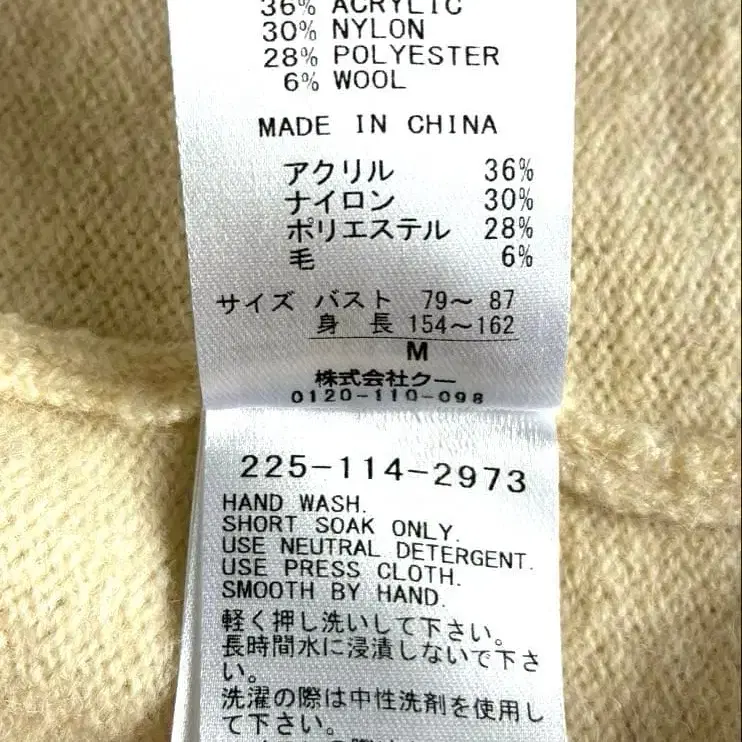 36% ACRYLIC
30% NYLON
28% POLYESTER
6% WOOL
MADE IN CHINA
アクリル 36%
ナイロン 30%
ポリエステル 28%
毛 6%
サイズ バスト 79〜 87
身 長 154〜162
M
株式会社クー
0120-110-098
225-114-2973
HAND WASH.
SHORT SOAK ONLY.
USE NEUTRAL DETERGENT.
USE PRESS CLOTH.
SMOOTH BY HAND.
軽く押し洗いして下さい。
長時間水に浸漬しないで下さ
い。
洗濯の際は中性洗剤を使用し
て下さい。